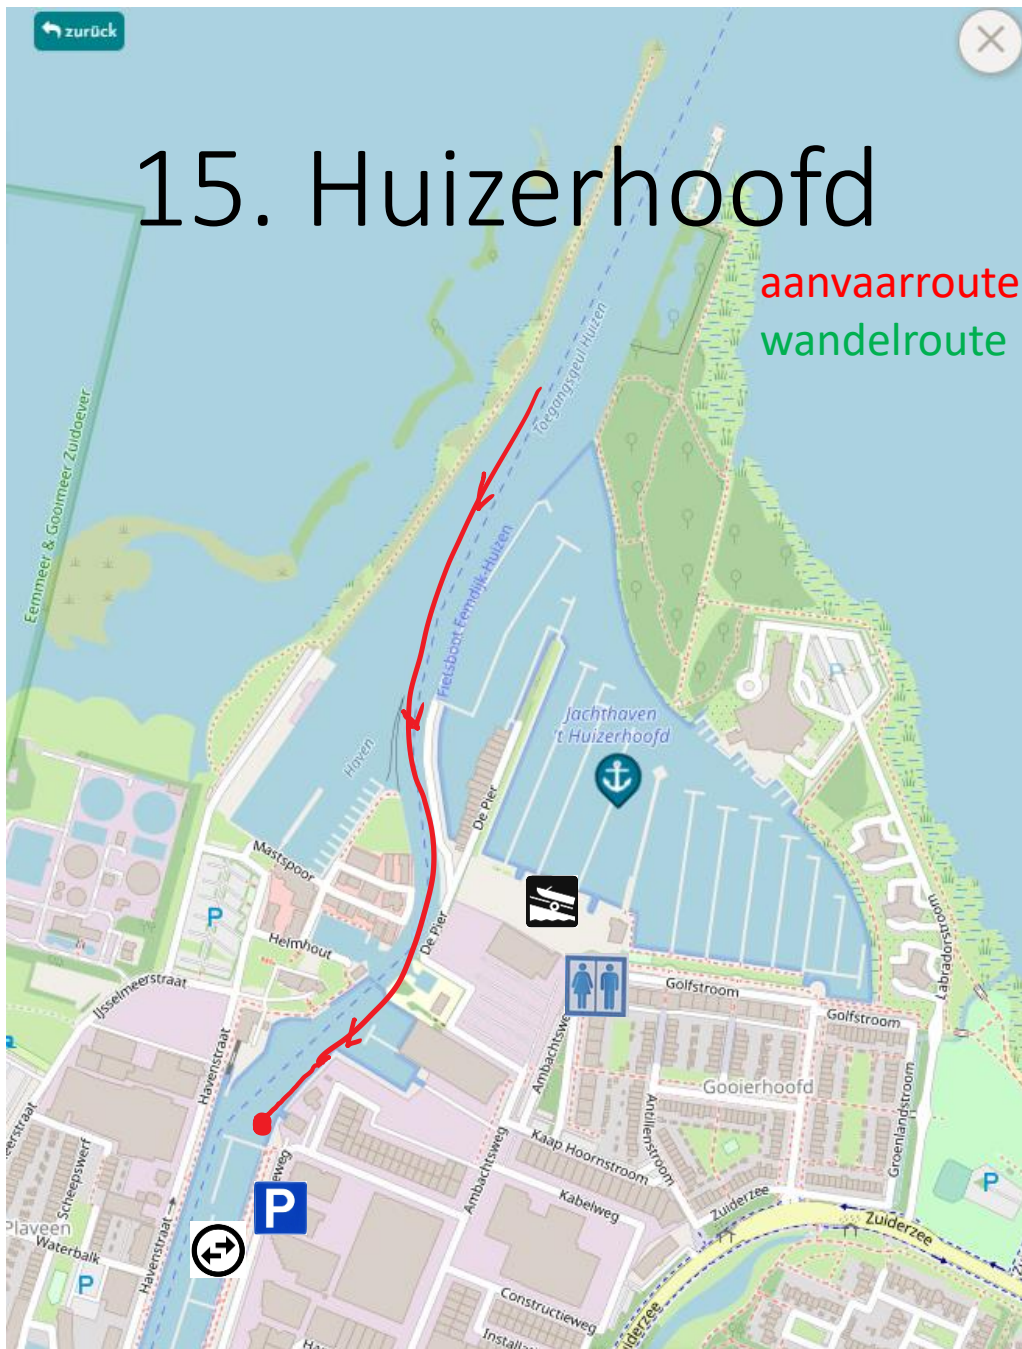 zurück
15. Huizerhoofd
aanvaarroute
wandelroute
Toegangsgeul Huizen
Eemmeer & Gooimeer Zuidoever
Fietsboot Eemdijk-Huizen
Jachthaven
't Huizerhoofd
Haven
De Pier
Mastspoor
P
P
Helmhout
De Pier
Labradorstroom
IJsselmeerstraat
Golfstroom
Golfstroom
Havenstraat
Gooierhoofd
Ambachtsweg
Antillenstroom
Groenlandstroom
Kaap Hoornstroom
Scheepswerf
Ambachtsweg
Kabelweg
P
Zuiderzee
Zuiderzee
P
Plaveen
Waterbalk
Havenstraat
P
Constructieweg
Zuiderzee